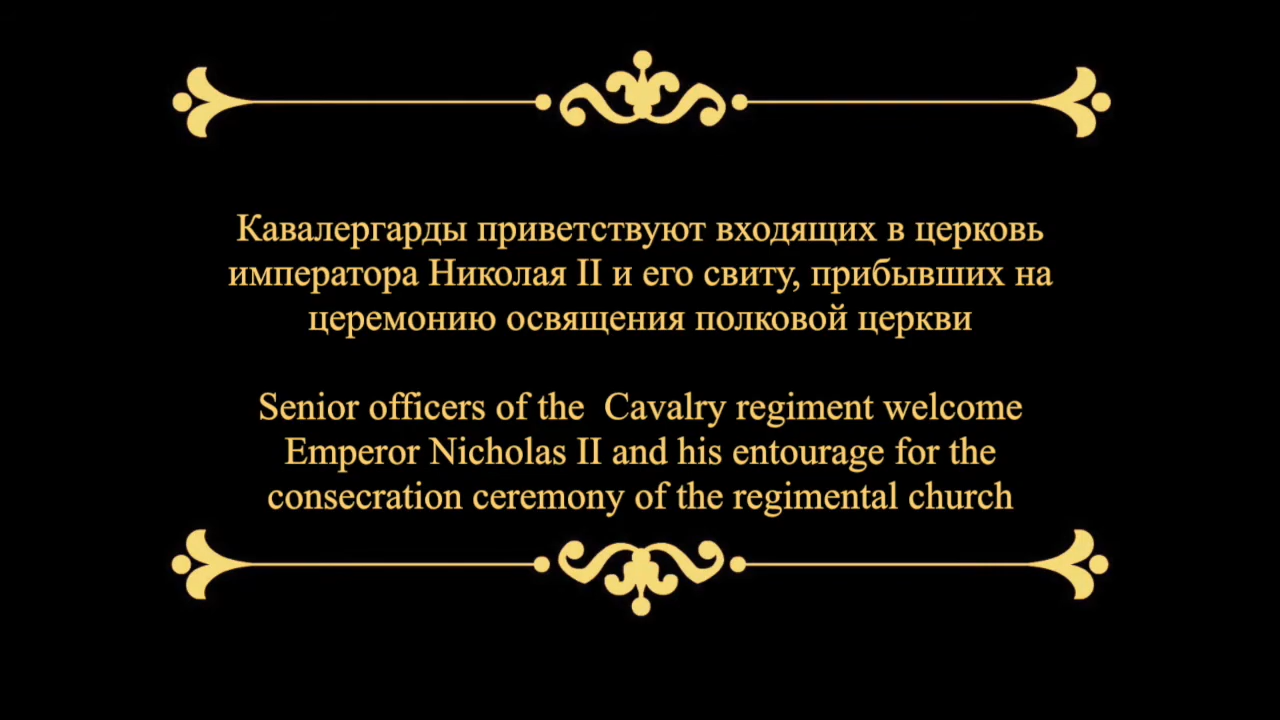 Кавалергарды приветствуют входящих в церковь
императора Николая II и его свиту, прибывших на
церемонию освящения полковой церкви
Senior officers of the  Cavalry regiment welcome
Emperor Nicholas II and his entourage for the
consecration ceremony of the regimental church